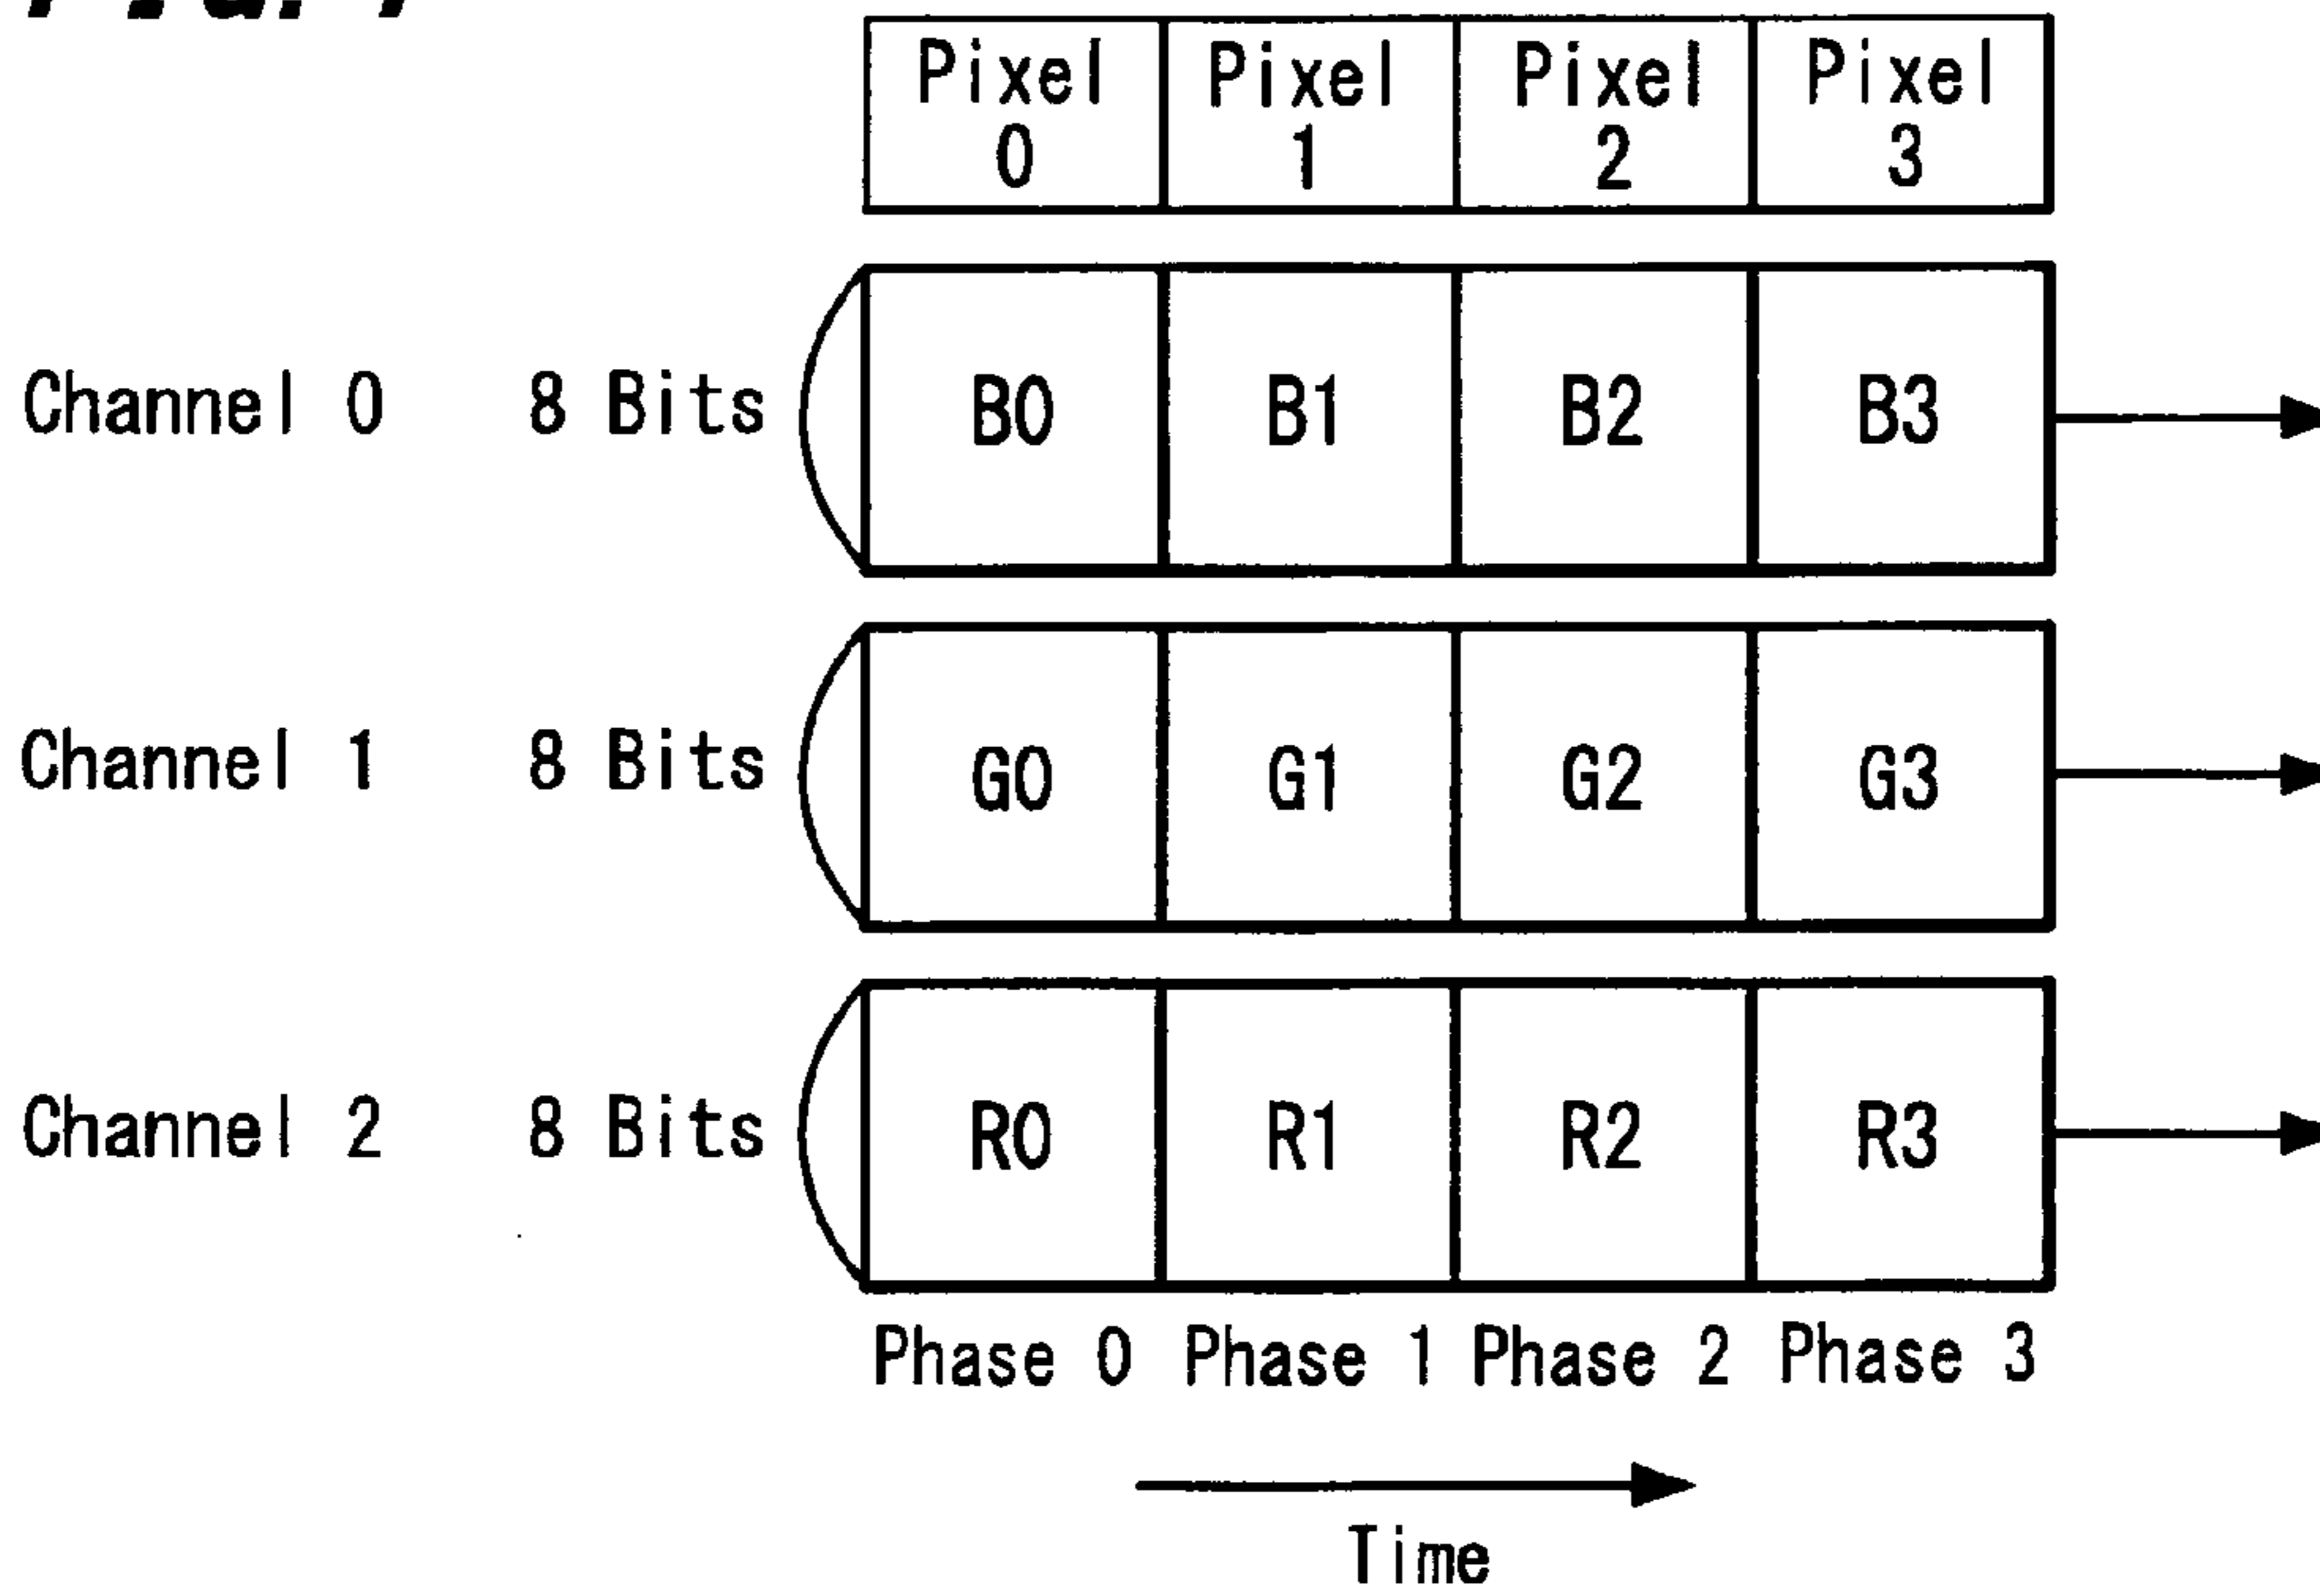 Pixel 0 Pixel 1 Pixel 2 Pixel 3
Channel 0 8 Bits B0 B1 B2 B3
Channel 1 8 Bits G0 G1 G2 G3
Channel 2 8 Bits R0 R1 R2 R3
Phase 0 Phase 1 Phase 2 Phase 3
Time